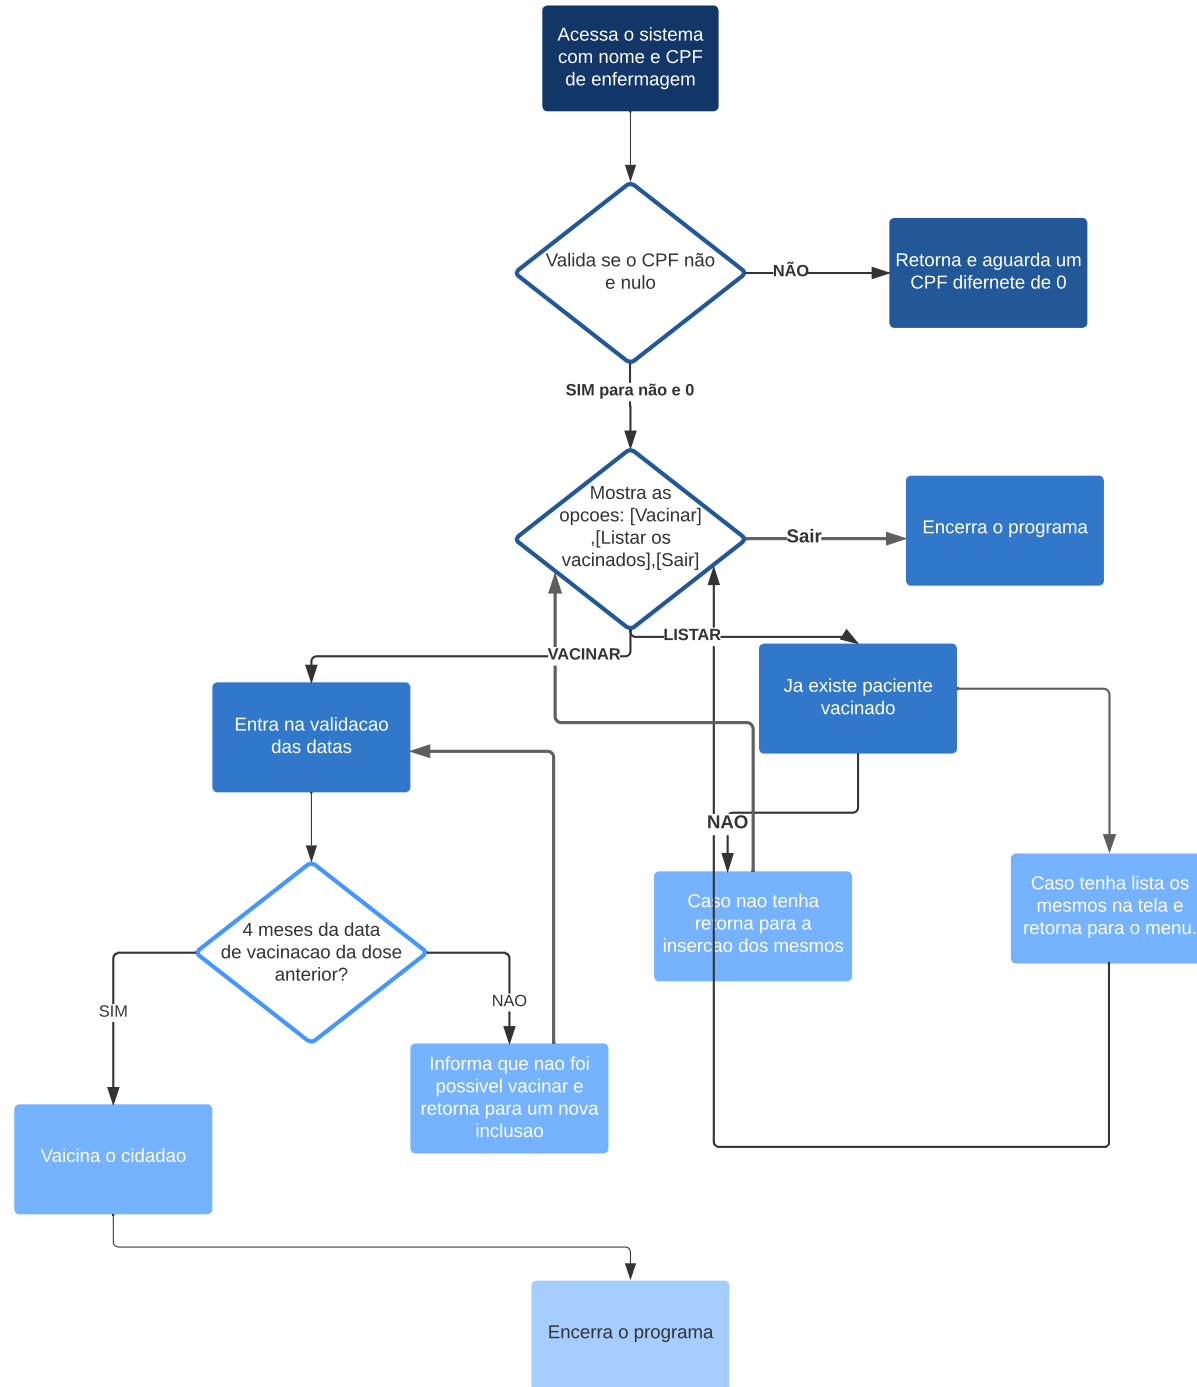 Acessa o sistema
com nome e CPF
de enfermagem
Valida se o CPF não
e nulo
NÃO
Retorna e aguarda um
CPF difernete de 0
SIM para não e 0
Mostra as
opcoes: [Vacinar]
,[Listar os
vacinados],[Sair]
Sair
Encerra o programa
LISTAR
VACINAR
Ja existe paciente
vacinado
Entra na validacao
das datas
NAO
Caso nao tenha
retorna para a
insercao dos mesmos
Caso tenha lista os
mesmos na tela e
retorna para o menu.
4 meses da data
de vacinacao da dose
anterior?
SIM
NAO
Informa que nao foi
possivel vacinar e
retorna para um nova
inclusao
Vaicina o cidadao
Encerra o programa